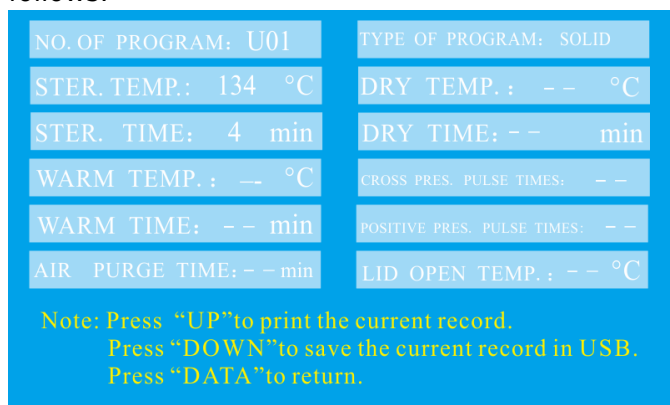 NO. OF PROGRAM: U01
TYPE OF PROGRAM: SOLID
STER. TEMP.: 134 °C
DRY TEMP. : – – °C
STER. TIME: 4 min
DRY TIME: – – min
WARM TEMP. : –- °C
CROSS PRES. PULSE TIMES: – –
WARM TIME: – – min
POSITIVE PRES. PULSE TIMES: – –
AIR PURGE TIME: – – min
LID OPEN TEMP. : – – °C
Note: Press “UP”to print the current record.
Press “DOWN”to save the current record in USB.
Press “DATA”to return.